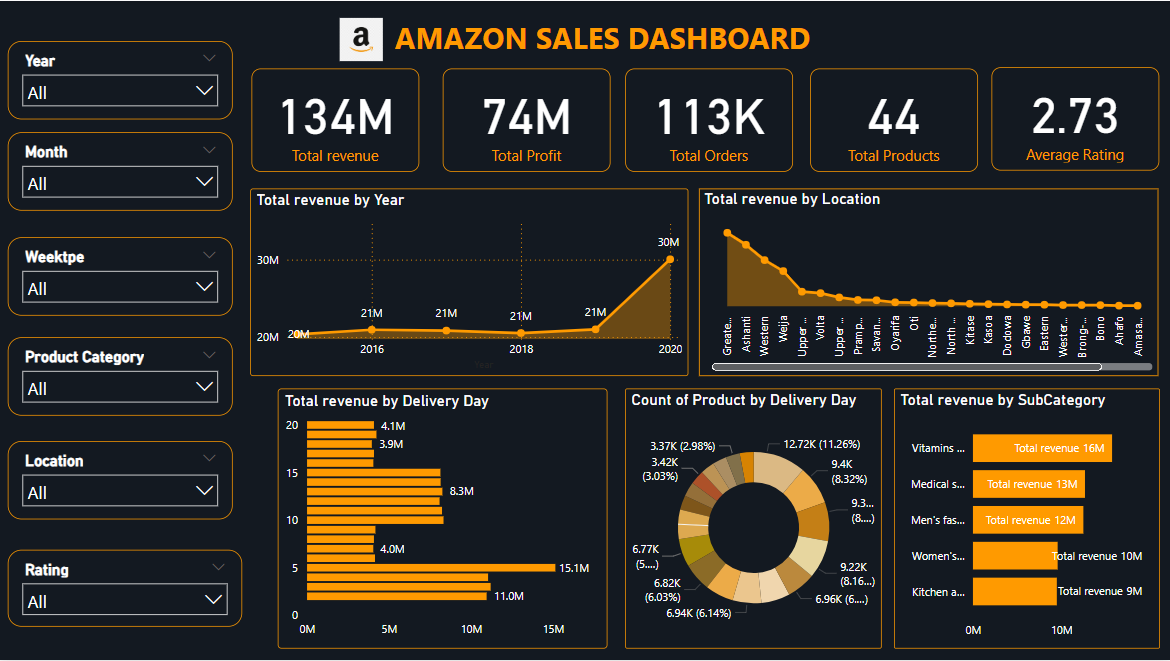 a
AMAZON SALES DASHBOARD
Year
All
Month
All
Weektpe
All
Product Category
All
Location
All
Rating
All
134M
Total revenue
74M
Total Profit
113K
Total Orders
44
Total Products
2.73
Average Rating
Total revenue by Year
30M
20M
20M
21M
21M
21M
21M
30M
2016
2018
2020
Total revenue by Location
Greate...
Ashanti
Western
Weija
Upper ...
Volta
Upper ...
Pramp...
Savan...
Oyarifa
Oti
Northe...
North ...
Kitase
Kasoa
Dodowa
Gbawe
Eastern
Wester...
Brong-...
Bono
Ahafo
Amasa...
Total revenue by Delivery Day
20
15
10
5
0
4.1M
3.9M
8.3M
4.0M
15.1M
11.0M
0M
5M
10M
15M
Count of Product by Delivery Day
12.72K (11.26%)
9.4K
(8.32%)
9.3...
(8....)
9.22K
(8.16...)
6.96K (6....)
6.94K (6.14%)
6.82K
(6.03%)
6.77K
(5....)
3.42K
(3.03%)
3.37K (2.98%)
Total revenue by SubCategory
Vitamins ...
Total revenue 16M
Medical s...
Total revenue 13M
Men's fas...
Total revenue 12M
Women's...
Total revenue 10M
Kitchen a...
Total revenue 9M
0M
10M